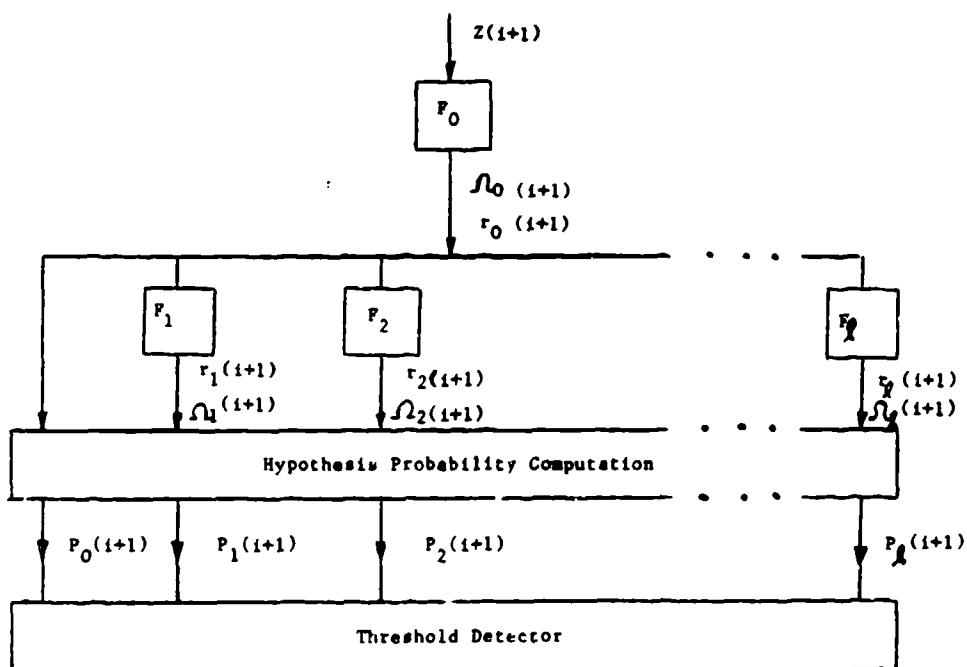 Z(i+1)
F0
Ω0(i+1)
r0(i+1)
F1 F2 Fℓ
r1(i+1) r2(i+1) rℓ(i+1)
Ω1(i+1) Ω2(i+1) Ωℓ(i+1)
Hypothesis Probability Computation
P0(i+1) P1(i+1) P2(i+1) Pℓ(i+1)
Threshold Detector